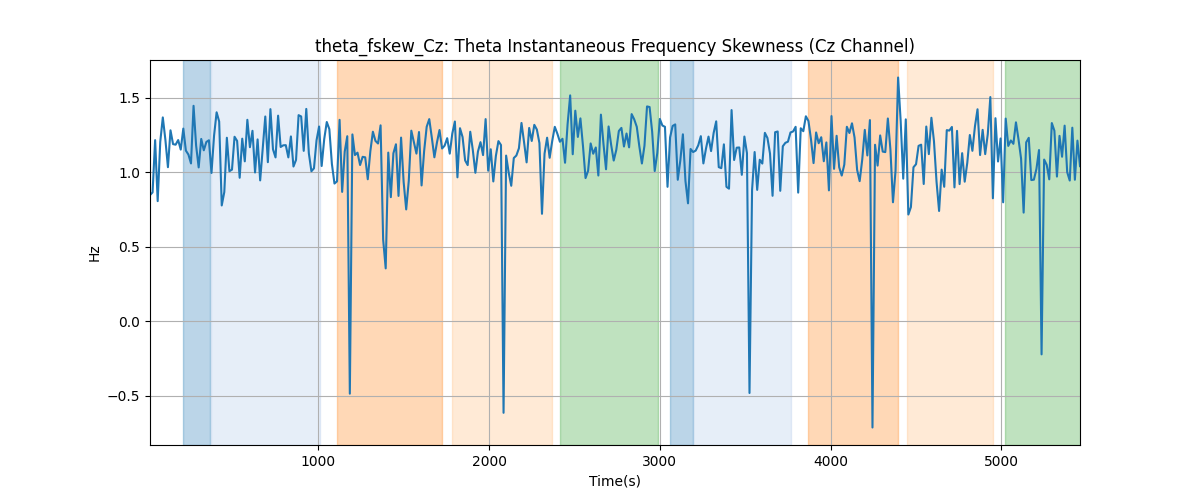 theta_fskew_Cz: Theta Instantaneous Frequency Skewness (Cz Channel)
1.5
1.0
0.5
0.0
−0.5
Hz
1000 2000 3000 4000 5000
Time(s)